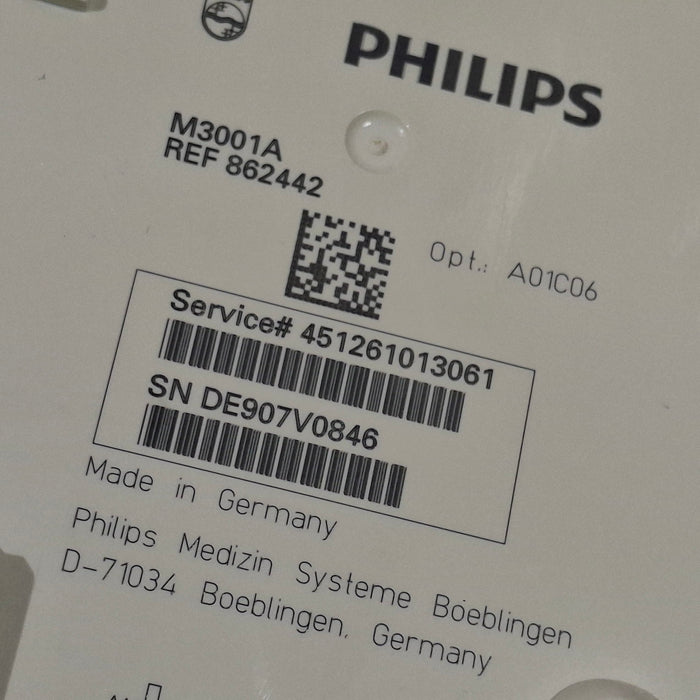 PHILIPS
M3001A
REF 862442
Opt.: A01C06
Service# 451261013061
SN DE907V0846
Made in Germany
Philips Medizin Systeme Boeblingen
D-71034 Boeblingen, Germany